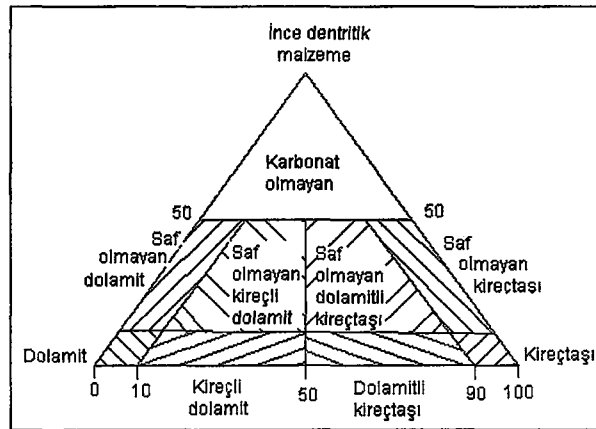 İnce dentritik
malzeme
Karbonat
olmayan
50
50
Saf
olmayan
dolamit
Saf
olmayan
kireçli
dolamit
Saf
olmayan
dolamitli
kireçtaşı
Saf
olmayan
kireçtaşı
Dolamit
Kireçtaşı
0
10
Kireçli
dolamit
50
Dolamitli
kireçtaşı
90
100